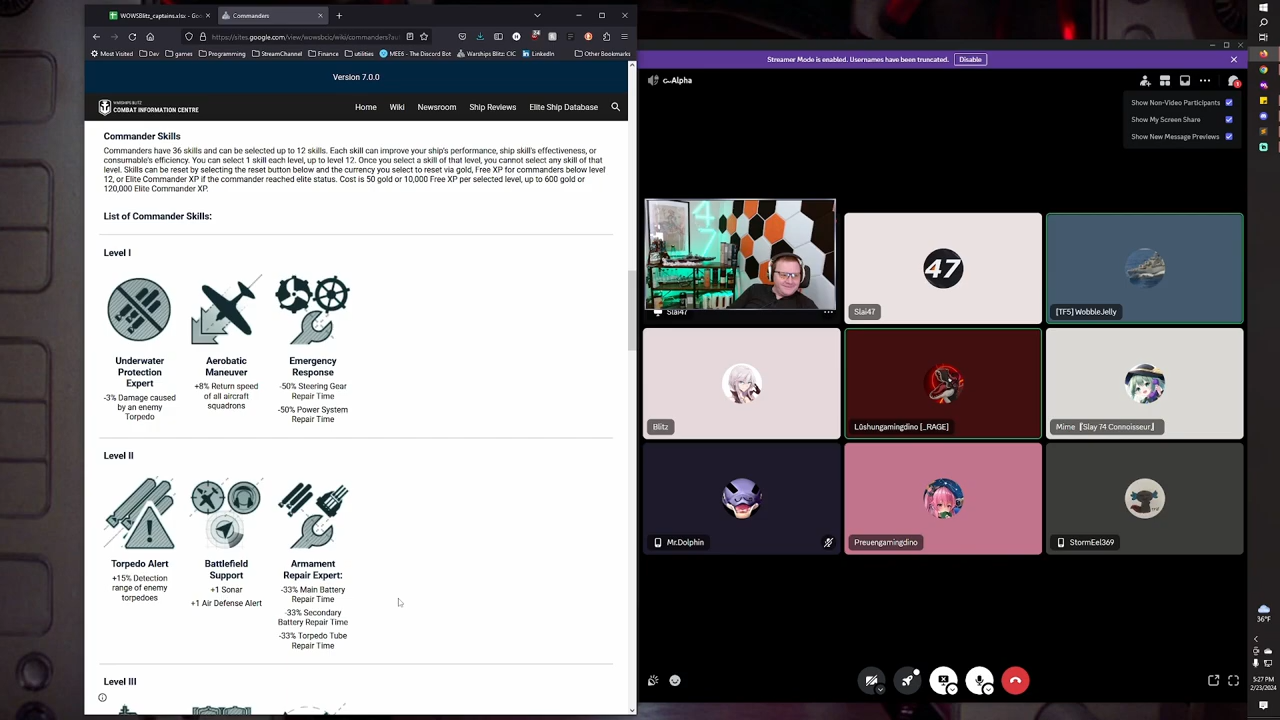 WOWSBlitz_captains.xlsx - Goo
Commanders
https://sites.google.com/view/wowsbcic/wiki/commanders?au
24
Most Visited
Dev
games
Programming
StreamChannel
Finance
utilities
MEE6 - The Discord Bot
Warships Blitz: CIC
LinkedIn
Other Bookmarks
Version 7.0.0
WARSHIPS BLITZ
COMBAT INFORMATION CENTRE
Home
Wiki
Newsroom
Ship Reviews
Elite Ship Database
Commander Skills
Commanders have 36 skills and can be selected up to 12 skills. Each skill can improve your ship's performance, ship skill's effectiveness, or
consumable's efficiency. You can select 1 skill each level, up to level 12. Once you select a skill of that level, you cannot select any skill of that
level. Skills can be reset by selecting the reset button below and the currency you select to reset via gold, Free XP for commanders below level
12, or Elite Commander XP if the commander reached elite status. Cost is 50 gold or 10,000 Free XP per selected level, up to 600 gold or
120,000 Elite Commander XP.
List of Commander Skills:
Level I
Underwater
Protection
Expert
-3% Damage caused
by an enemy
Torpedo
Aerobatic
Maneuver
+8% Return speed
of all aircraft
squadrons
Emergency
Response
-50% Steering Gear
Repair Time
-50% Power System
Repair Time
Level II
Torpedo Alert
+15% Detection
range of enemy
torpedoes
Battlefield
Support
+1 Sonar
+1 Air Defense Alert
Armament
Repair Expert:
-33% Main Battery
Repair Time
-33% Secondary
Battery Repair Time
-33% Torpedo Tube
Repair Time
Level III
Streamer Mode is enabled. Usernames have been truncated.
Disable
Alpha
Show Non-Video Participants
Show My Screen Share
Show New Message Previews
47
Slai47
47
Slai47
[TF5] WobbleJelly
Blitz
Lūshungamingdino [_RAGE]
Mime『Slay 74 Connoisseur』
Mr.Dolphin
Preuengamingdino
StormEel369
36°F
5:27 PM
2/23/2024